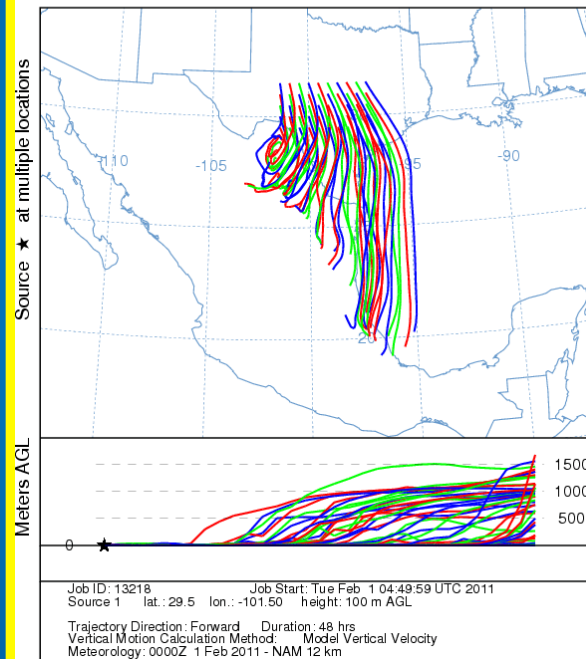 Source ★ at multiple locations
-110
-105
-95
-90
20
Meters AGL
1500
1000
500
0
Job ID: 13218 Job Start: Tue Feb 1 04:49:59 UTC 2011
Source 1 lat.: 29.5 lon.: -101.50 height: 100 m AGL
Trajectory Direction: Forward Duration: 48 hrs
Vertical Motion Calculation Method: Model Vertical Velocity
Meteorology: 0000Z 1 Feb 2011 - NAM 12 km